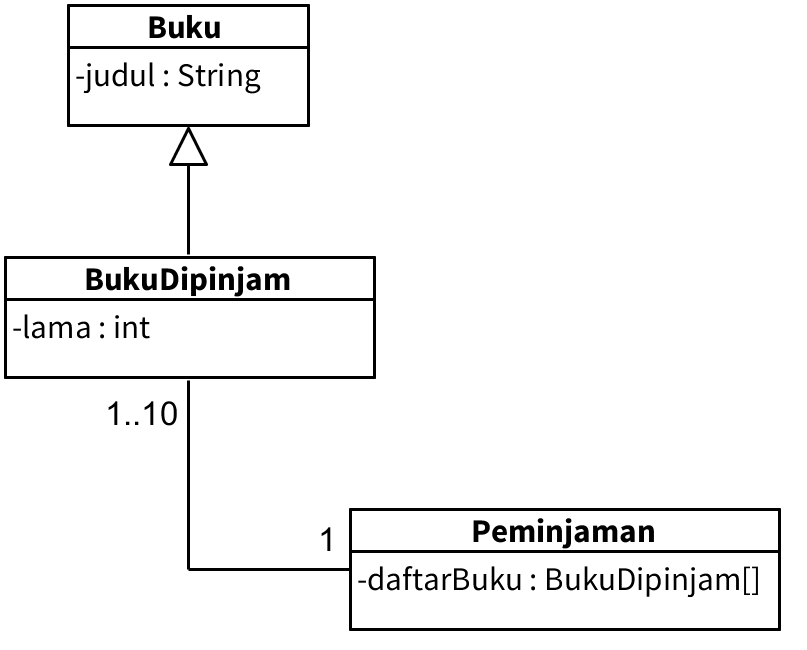 Buku
-judul : String
BukuDipinjam
-lama : int
1..10
1
Peminjaman
-daftarBuku : BukuDipinjam[]